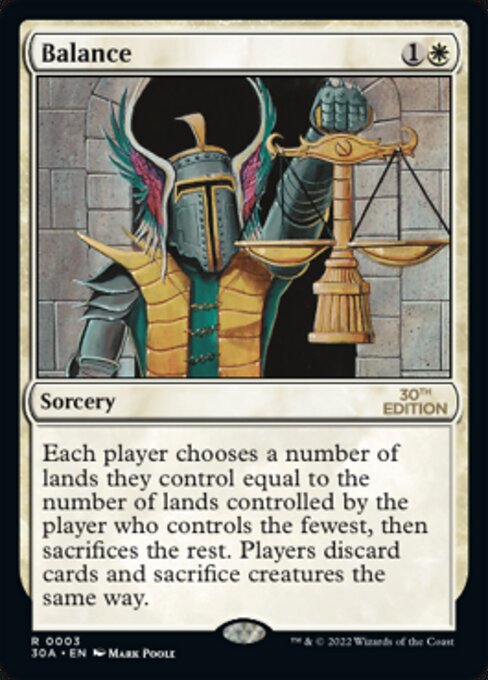 Balance 1
Sorcery
30TH
EDITION
Each player chooses a number of
lands they control equal to the
number of lands controlled by the
player who controls the fewest, then
sacrifices the rest. Players discard
cards and sacrifice creatures the
same way.
R 0003
30A • EN Mark Poole
™ & © 2022 Wizards of the Coast